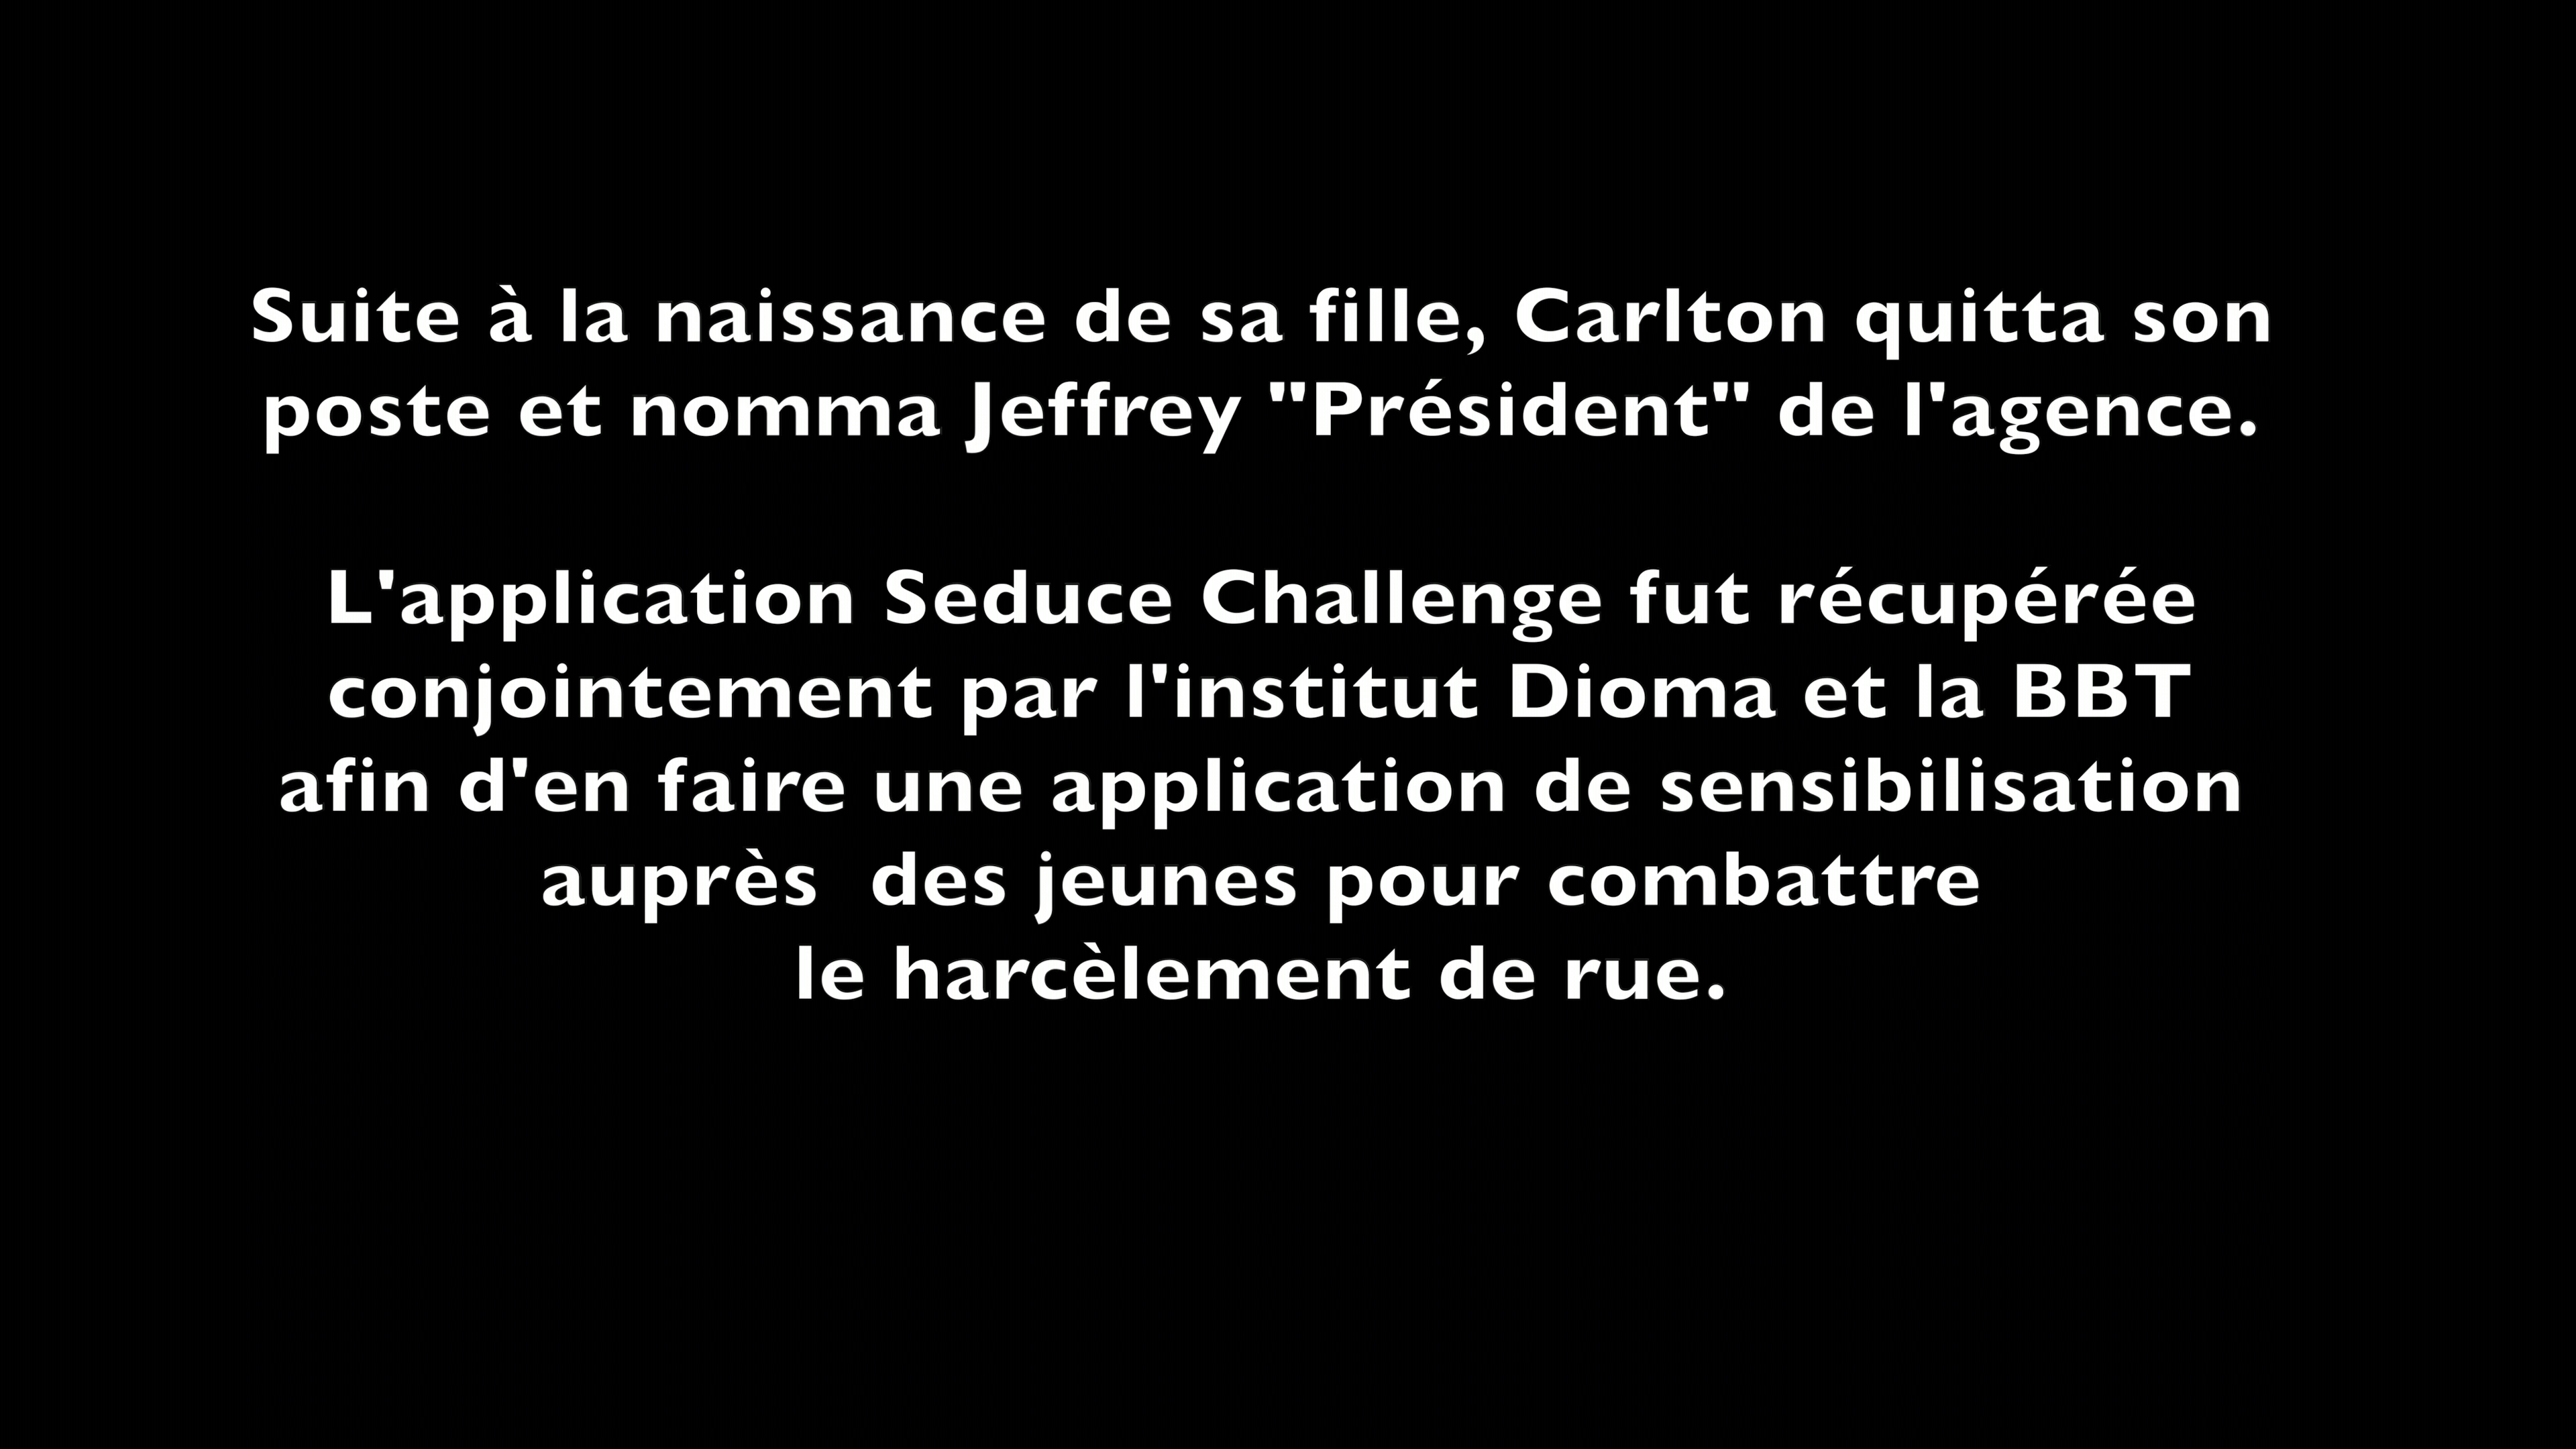 Suite à la naissance de sa fille, Carlton quitta son
poste et nomma Jeffrey "Président" de l'agence.
L'application Seduce Challenge fut récupérée
conjointement par l'institut Dioma et la BBT
afin d'en faire une application de sensibilisation
auprès  des jeunes pour combattre
le harcèlement de rue.